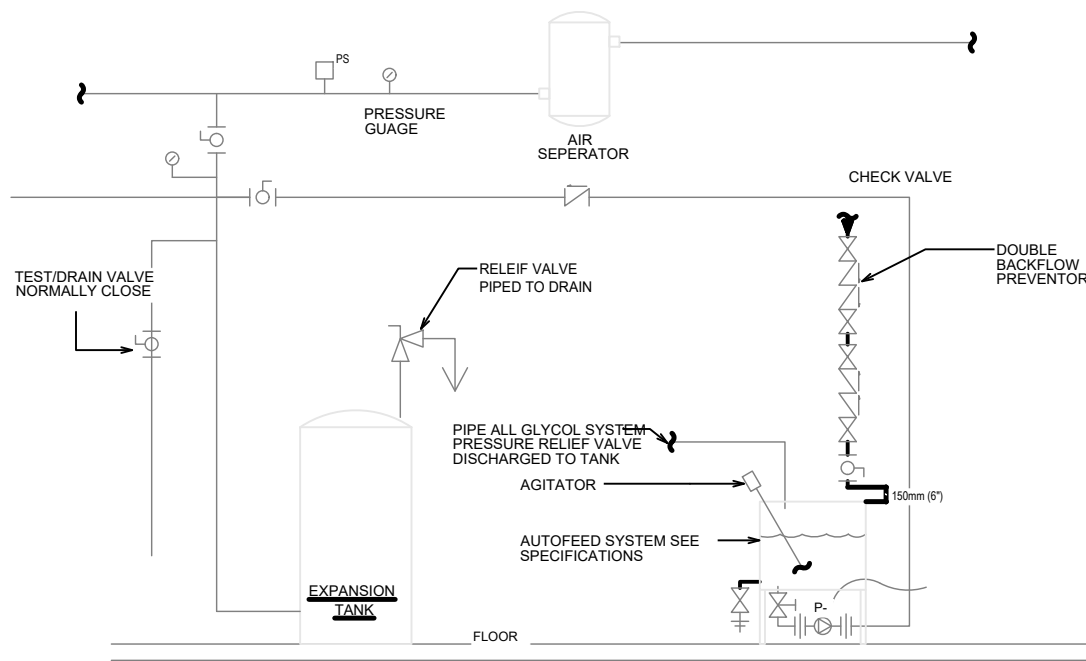 PS
PRESSURE
GUAGE
AIR
SEPERATOR
CHECK VALVE
DOUBLE
BACKFLOW
PREVENTOR
TEST/DRAIN VALVE
NORMALLY CLOSE
RELEIF VALVE
PIPED TO DRAIN
PIPE ALL GLYCOL SYSTEM
PRESSURE RELIEF VALVE
DISCHARGED TO TANK
AGITATOR
150mm (6")
AUTOFEED SYSTEM SEE
SPECIFICATIONS
EXPANSION
TANK
P-
FLOOR